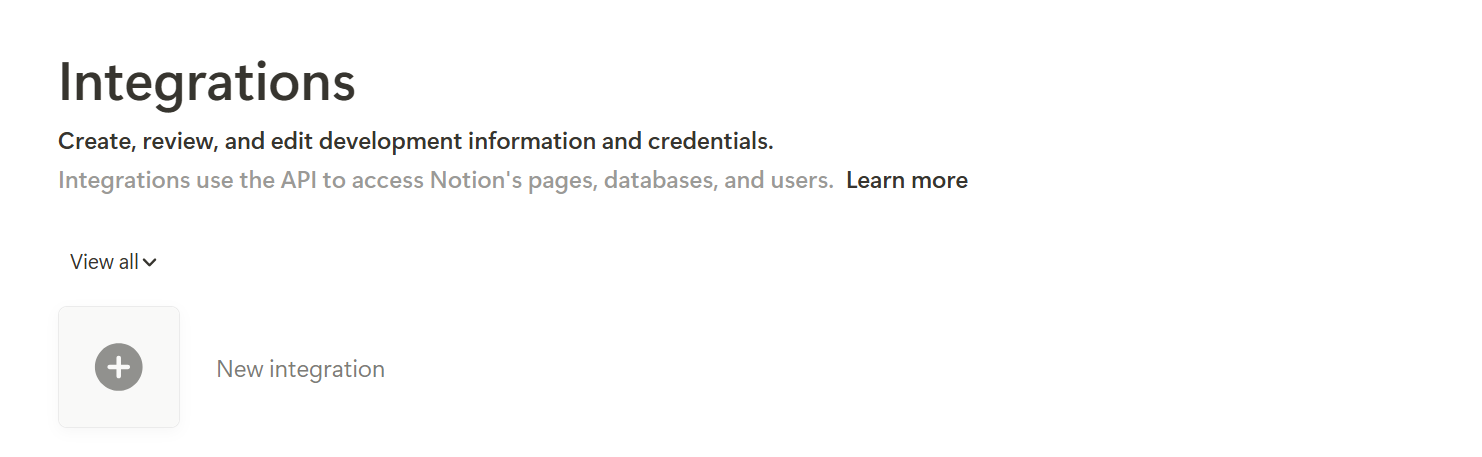 Integrations
Create, review, and edit development information and credentials.
Integrations use the API to access Notion's pages, databases, and users. Learn more
View all
New integration